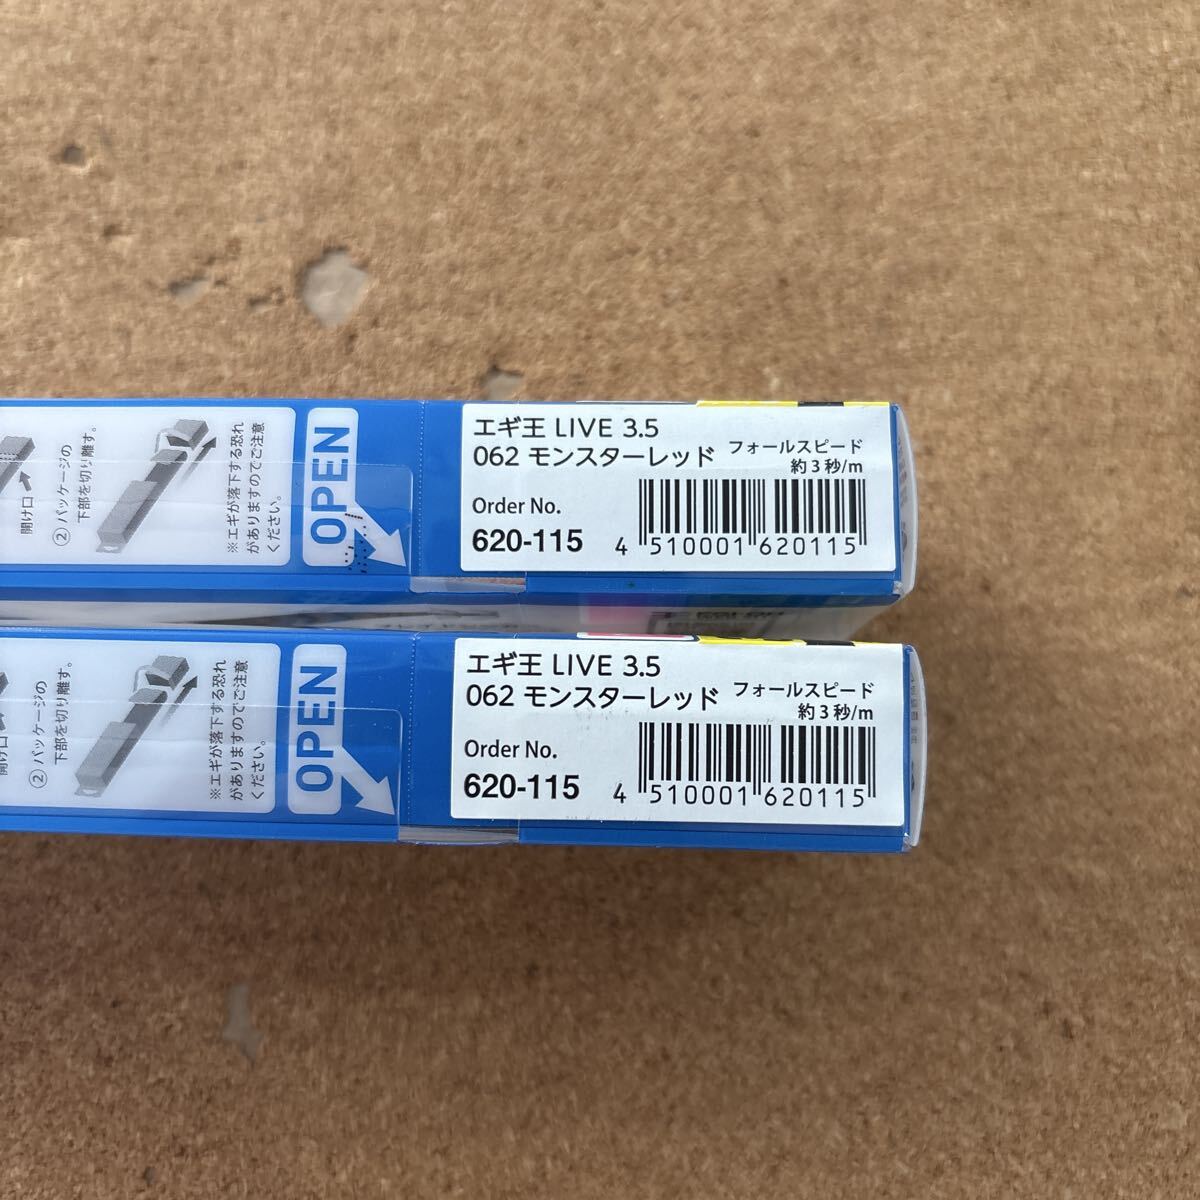 開け口
②パッケージの
下部を切り離す。
※エギが落下する恐れ
がありますのでご注意
ください。
OPEN
エギ王 LIVE 3.5
062 モンスターレッド
フォールスピード
約3秒/m
Order No.
620-115
4 510001 620115
開け口
②パッケージの
下部を切り離す。
※エギが落下する恐れ
がありますのでご注意
ください。
OPEN
エギ王 LIVE 3.5
062 モンスターレッド
フォールスピード
約3秒/m
Order No.
620-115
4 510001 620115